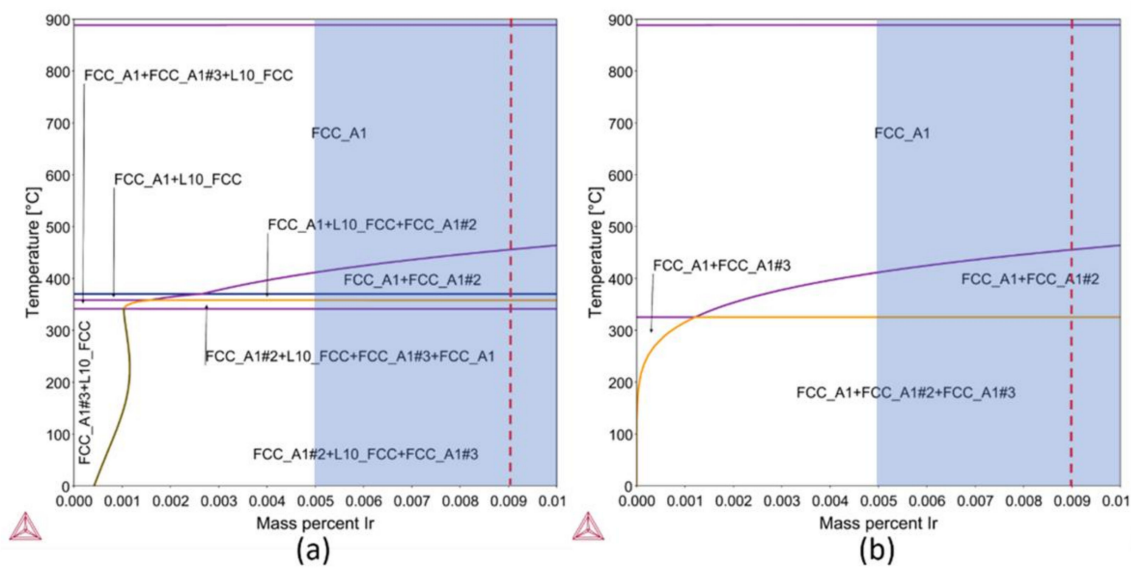 900
800
700
600
500
400
300
200
100
0
Temperature [°C]
FCC_A1+FCC_A1#3+L10_FCC
FCC_A1
FCC_A1+L10_FCC
FCC_A1+L10_FCC+FCC_A1#2
FCC_A1+FCC_A1#2
FCC_A1#2+L10_FCC+FCC_A1#3+FCC_A1
FCC_A1#3+L10_FCC
FCC_A1#2+L10_FCC+FCC_A1#3
0.000 0.001 0.002 0.003 0.004 0.005 0.006 0.007 0.008 0.009 0.01
Mass percent Ir
(a)
900
800
700
600
500
400
300
200
100
0
Temperature [°C]
FCC_A1
FCC_A1+FCC_A1#3
FCC_A1+FCC_A1#2
FCC_A1+FCC_A1#2+FCC_A1#3
0.000 0.001 0.002 0.003 0.004 0.005 0.006 0.007 0.008 0.009 0.01
Mass percent Ir
(b)